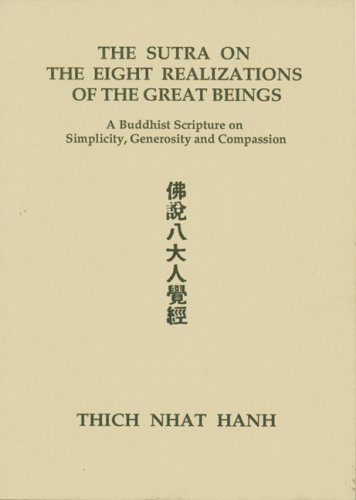 THE SUTRA ON
THE EIGHT REALIZATIONS
OF THE GREAT BEINGS
A Buddhist Scripture on
Simplicity, Generosity and Compassion
佛說八大人覺經
THICH NHAT HANH